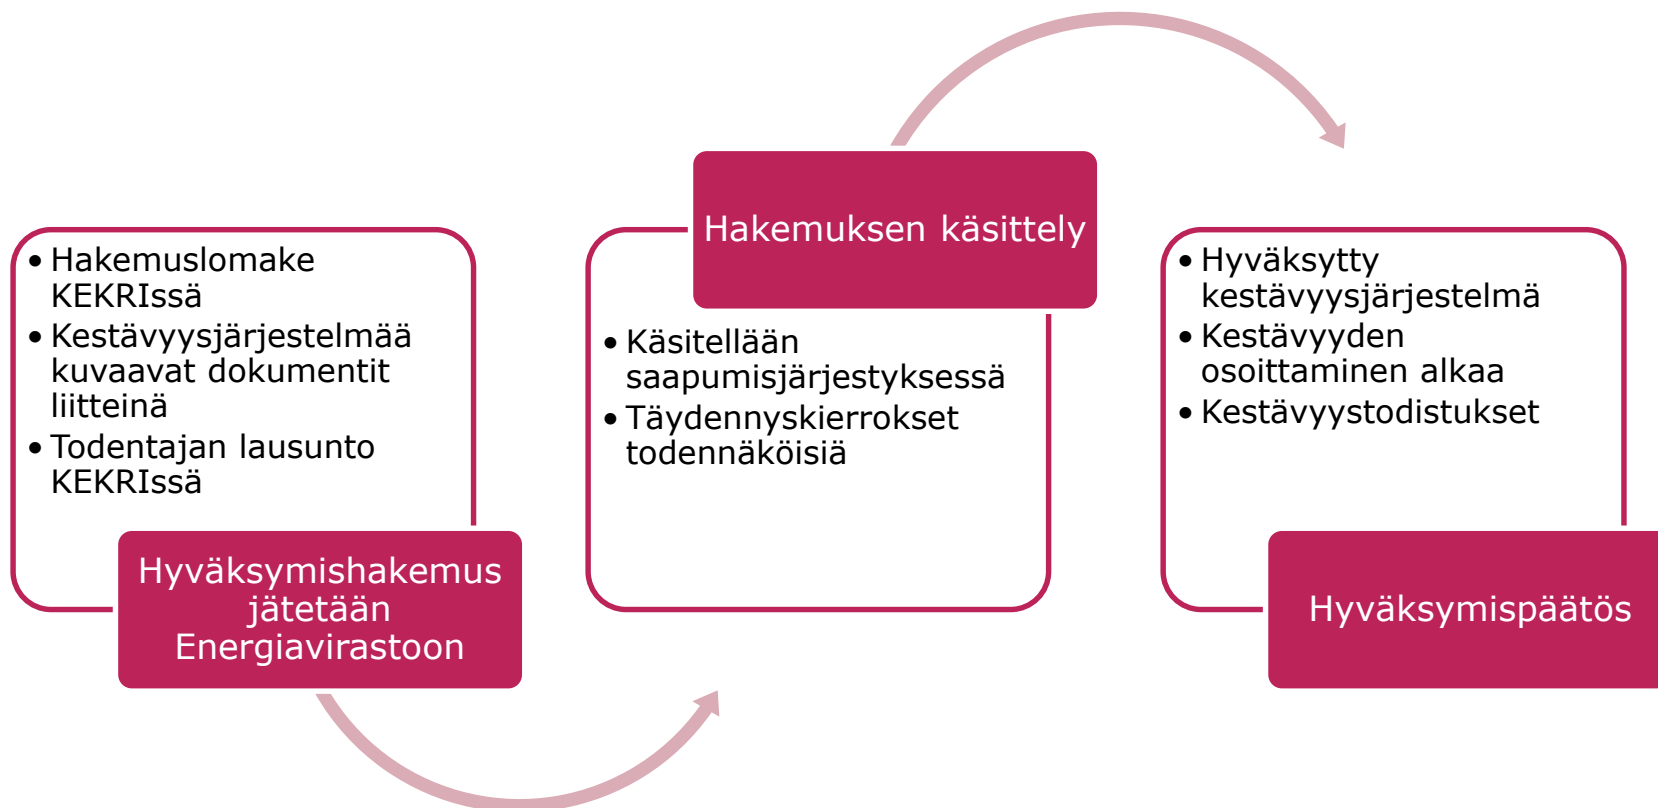 • Hakemuslomake
KEKRIssä
• Kestävyysjärjestelmää
kuvaavat dokumentit
liitteinä
• Todentajan lausunto
KEKRIssä
Hyväksymishakemus
jätetään
Energiavirastoon
Hakemuksen käsittely
• Käsitellään
saapumisjärjestyksessä
• Täydennyskierrokset
todennäköisiä
• Hyväksytty
kestävyysjärjestelmä
• Kestävyyden
osoittaminen alkaa
• Kestävyystodistukset
Hyväksymispäätös